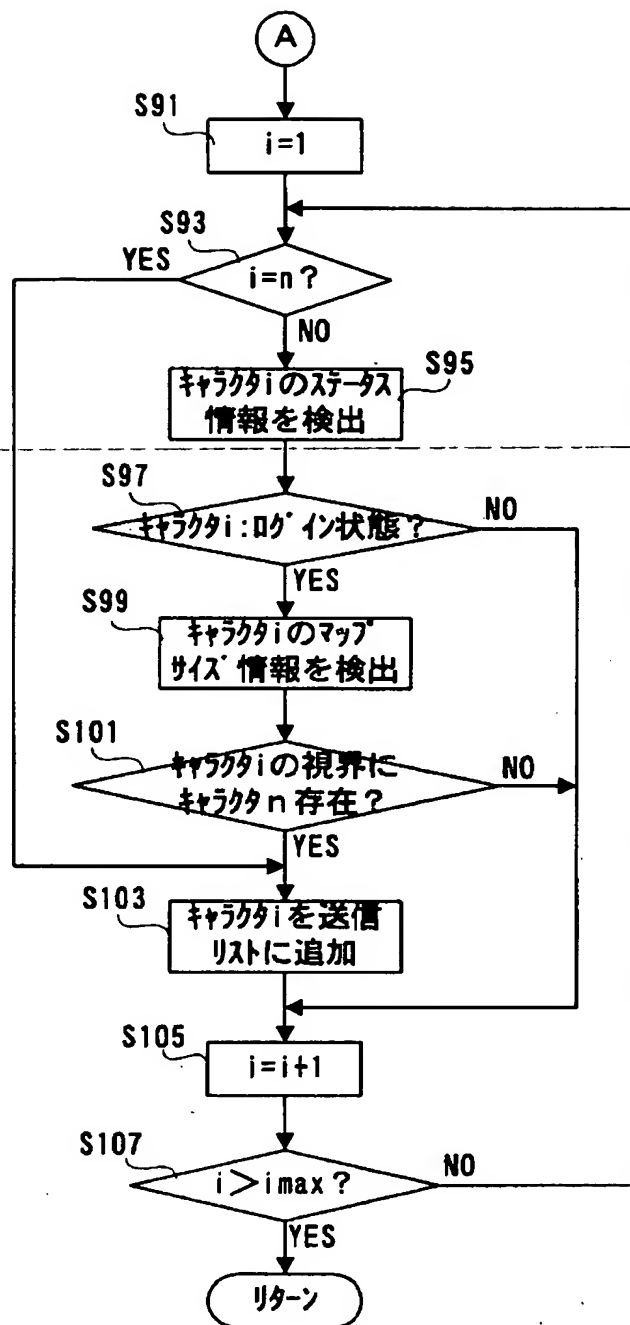 A
S91
i=1
S93
YES
i=n?
NO
S95
キャラクタiのステータス
情報を検出
S97
キャラクタi:ログイン状態?
NO
YES
S99
キャラクタiのマップ
サイズ情報を検出
S101
キャラクタiの視界に
キャラクタn存在?
NO
YES
S103
キャラクタiを送信
リストに追加
S105
i=i+1
S107
i>imax?
NO
YES
リターン